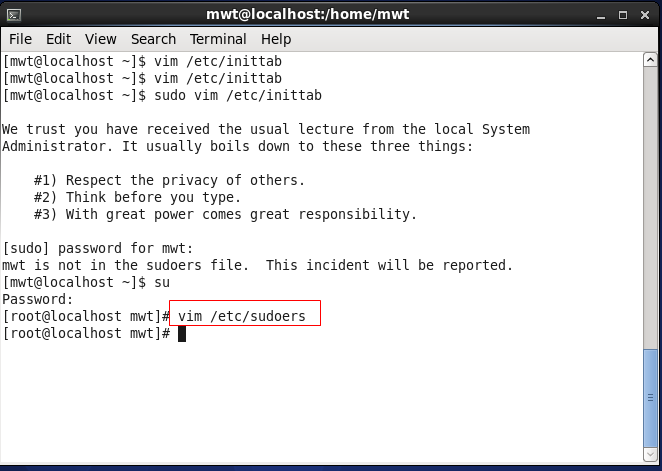 mwt@localhost:/home/mwt
File Edit View Search Terminal Help
[mwt@localhost ~]$ vim /etc/inittab
[mwt@localhost ~]$ vim /etc/inittab
[mwt@localhost ~]$ sudo vim /etc/inittab
We trust you have received the usual lecture from the local System
Administrator. It usually boils down to these three things:
#1) Respect the privacy of others.
#2) Think before you type.
#3) With great power comes great responsibility.
[sudo] password for mwt:
mwt is not in the sudoers file.  This incident will be reported.
[mwt@localhost ~]$ su
Password:
[root@localhost mwt]# vim /etc/sudoers
[root@localhost mwt]#